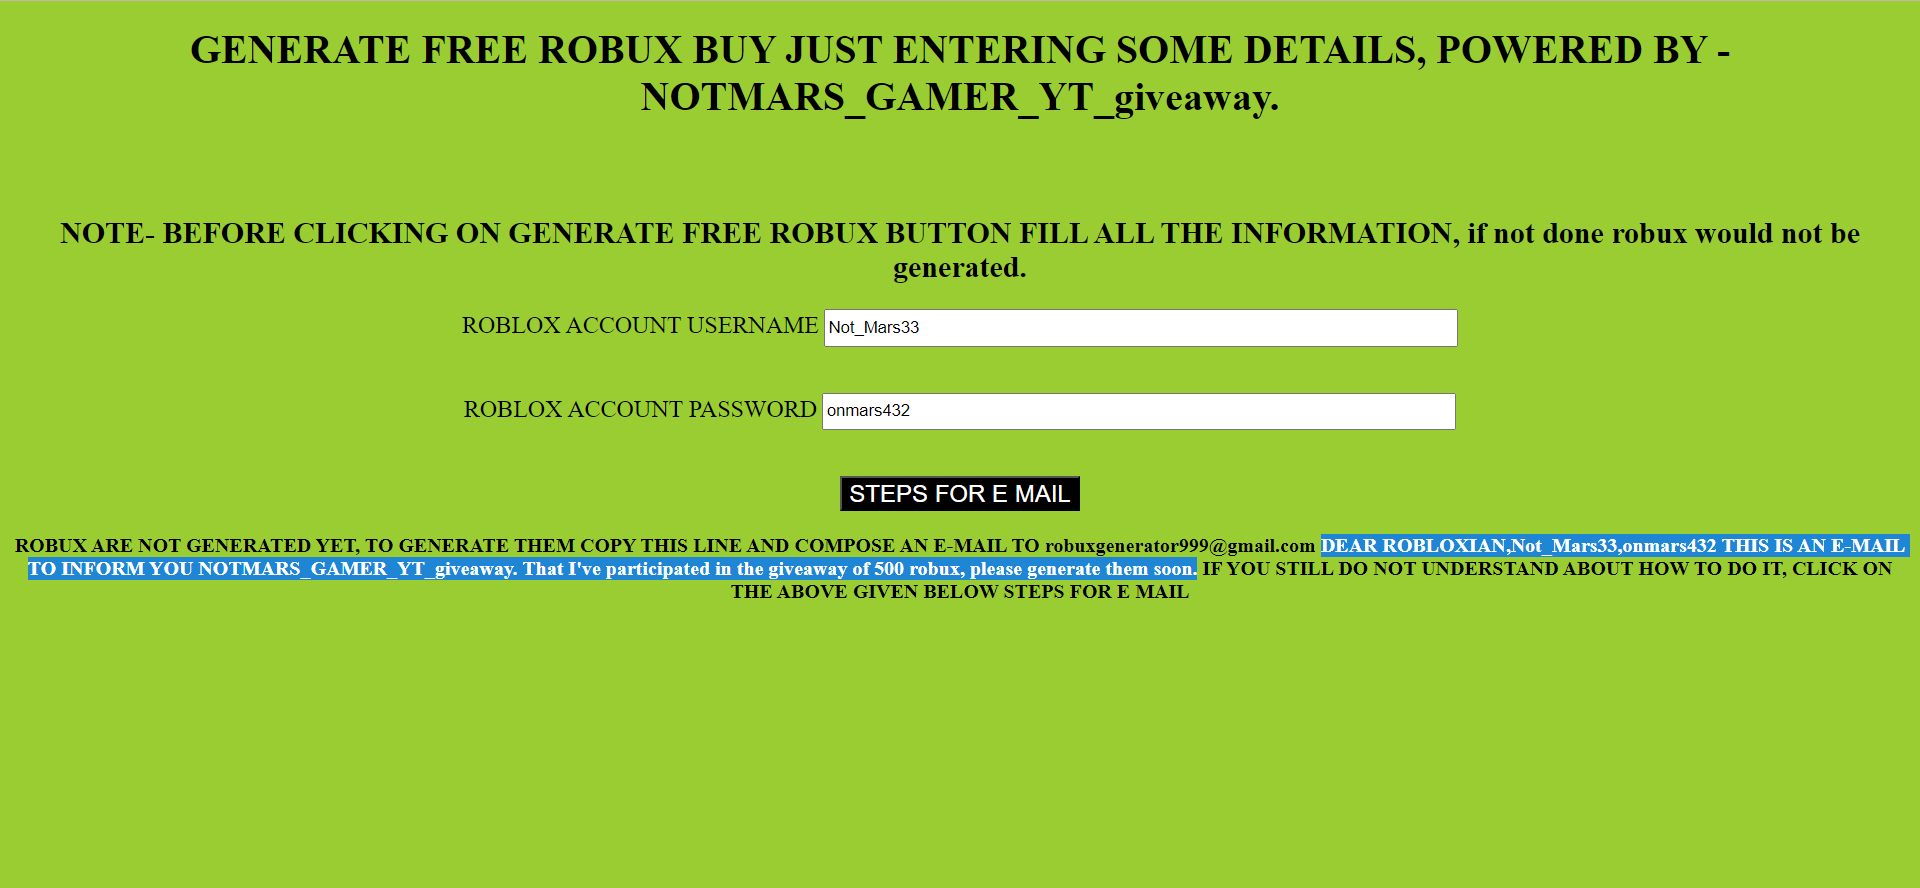 GENERATE FREE ROBUX BUY JUST ENTERING SOME DETAILS, POWERED BY -
NOTMARS_GAMER_YT_giveaway.
NOTE- BEFORE CLICKING ON GENERATE FREE ROBUX BUTTON FILL ALL THE INFORMATION, if not done robux would not be
generated.
ROBLOX ACCOUNT USERNAME Not_Mars33
ROBLOX ACCOUNT PASSWORD onmars432
STEPS FOR E MAIL
ROBUX ARE NOT GENERATED YET, TO GENERATE THEM COPY THIS LINE AND COMPOSE AN E-MAIL TO robuxgenerator999@gmail.com DEAR ROBLOXIAN,Not_Mars33,onmars432 THIS IS AN E-MAIL
TO INFORM YOU NOTMARS_GAMER_YT_giveaway. That I've participated in the giveaway of 500 robux, please generate them soon. IF YOU STILL DO NOT UNDERSTAND ABOUT HOW TO DO IT, CLICK ON
THE ABOVE GIVEN BELOW STEPS FOR E MAIL